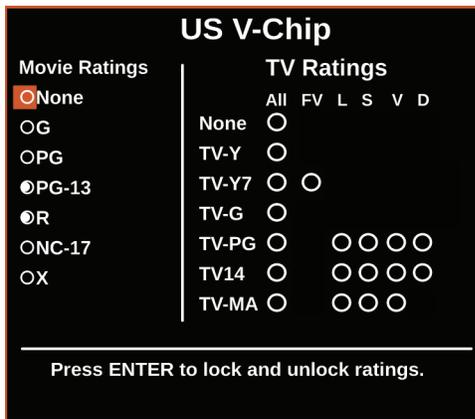 US V-Chip
Movie Ratings
None
G
PG
PG-13
R
NC-17
X
TV Ratings
All FV L S V D
None
TV-Y
TV-Y7
TV-G
TV-PG
TV14
TV-MA
Press ENTER to lock and unlock ratings.